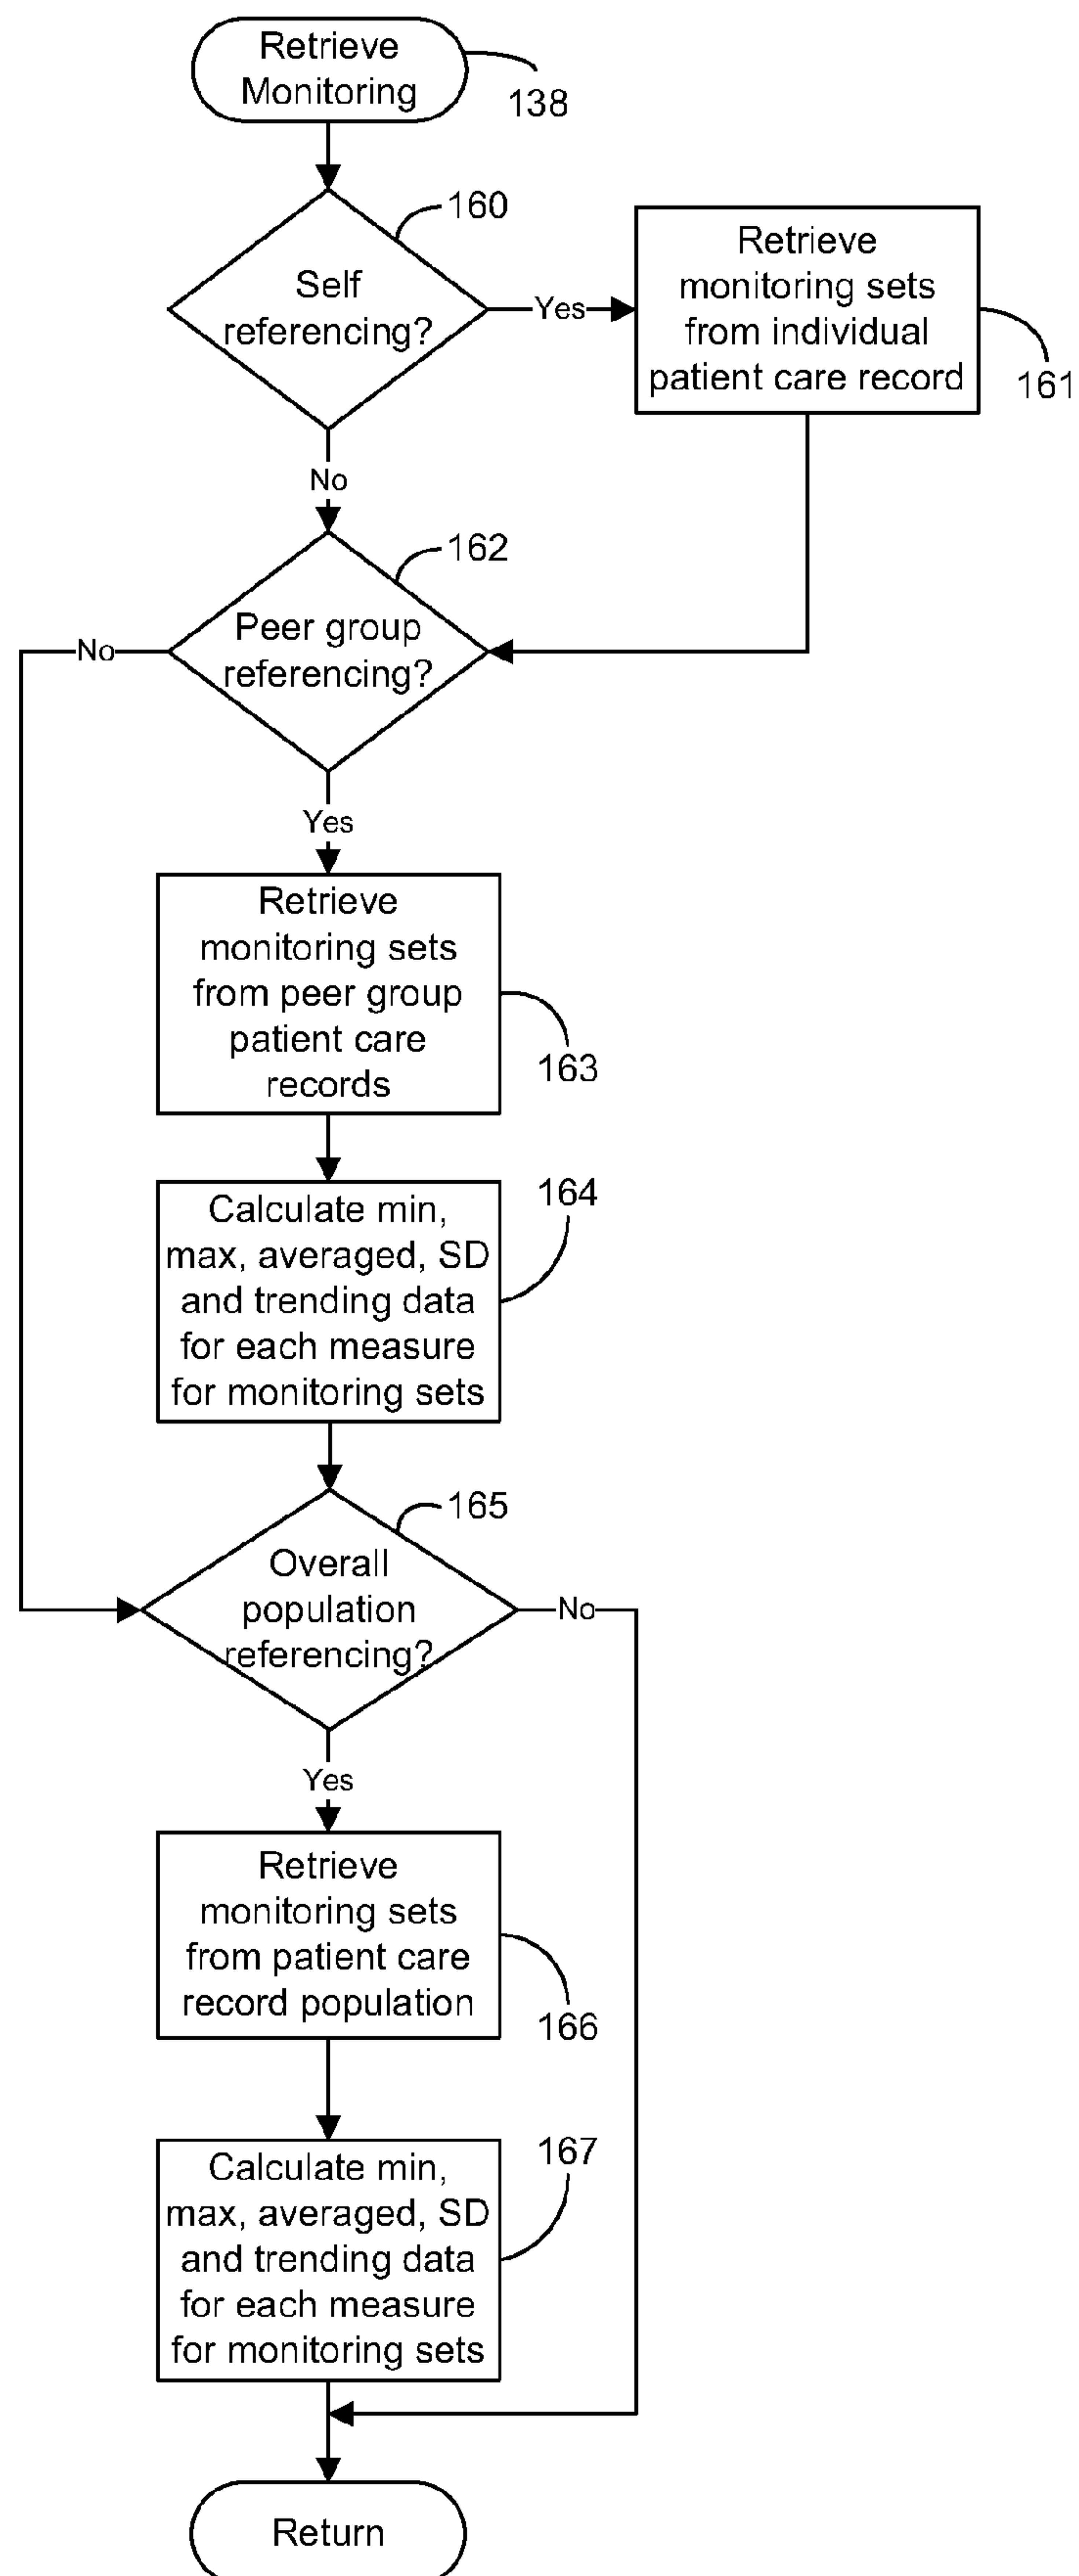 Retrieve
Monitoring
138
160
Self
referencing?
Yes
Retrieve
monitoring sets
from individual
patient care record
161
No
162
Peer group
referencing?
No
Yes
Retrieve
monitoring sets
from peer group
patient care
records
163
Calculate min,
max, averaged, SD
and trending data
for each measure
for monitoring sets
164
165
Overall
population
referencing?
No
Yes
Retrieve
monitoring sets
from patient care
record population
166
Calculate min,
max, averaged, SD
and trending data
for each measure
for monitoring sets
167
Return